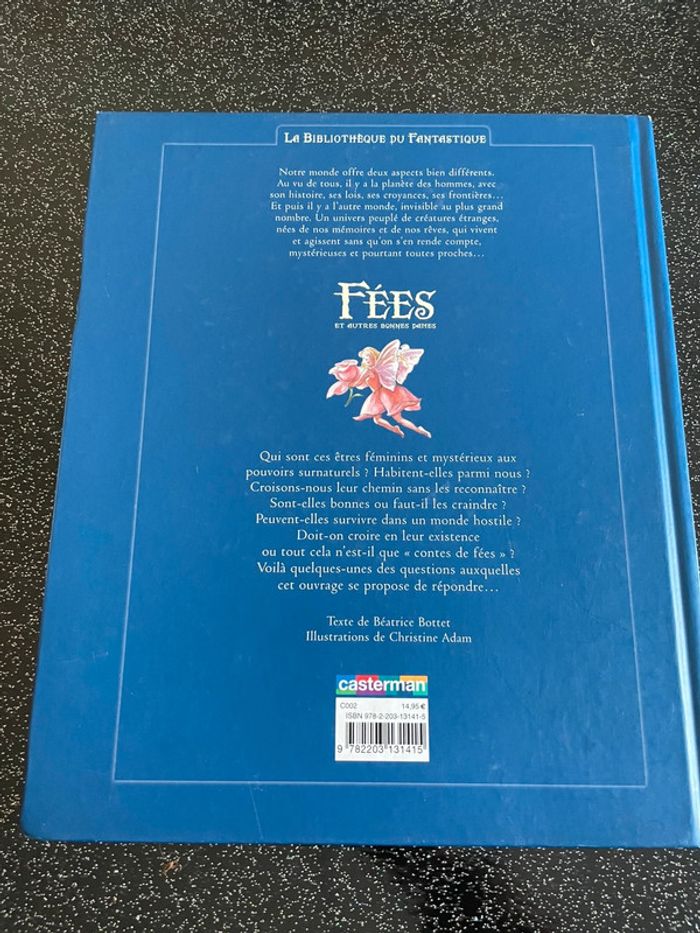 La Bibliothèque du Fantastique
Notre monde offre deux aspects bien différents.
Au vu de tous, il y a la planète des hommes, avec
son histoire, ses lois, ses croyances, ses frontières…
Et puis il y a l'autre monde, invisible au plus grand
nombre. Un univers peuplé de créatures étranges,
nées de nos mémoires et de nos rêves, qui vivent
et agissent sans qu'on s'en rende compte,
mystérieuses et pourtant toutes proches…
FÉES
ET AUTRES BONNES DAMES
Qui sont ces êtres féminins et mystérieux aux
pouvoirs surnaturels ? Habitent-elles parmi nous ?
Croisons-nous leur chemin sans les reconnaître ?
Sont-elles bonnes ou faut-il les craindre ?
Peuvent-elles survivre dans un monde hostile ?
Doit-on croire en leur existence
ou tout cela n'est-il que « contes de fées » ?
Voilà quelques-unes des questions auxquelles
cet ouvrage se propose de répondre…
Texte de Béatrice Bottet
Illustrations de Christine Adam
casterman
C002 14,95 €
ISBN 978-2-203-13141-5
9 782203 131415